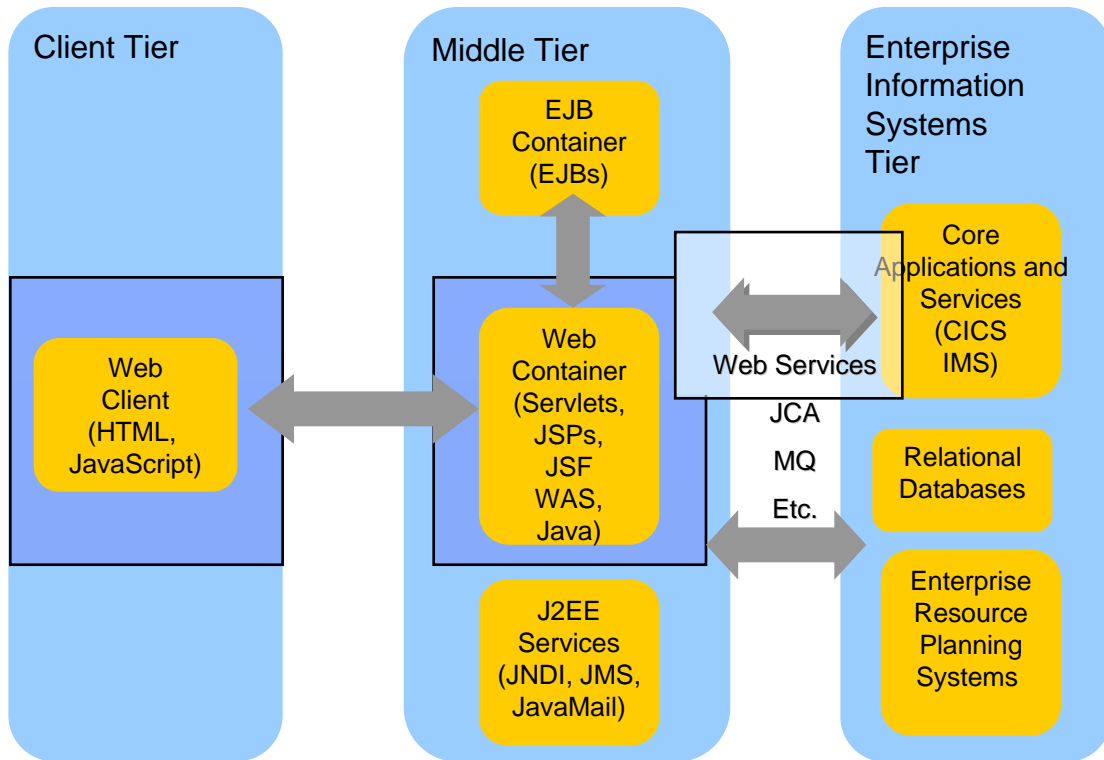 Client Tier
Web
Client
(HTML,
JavaScript)
Middle Tier
EJB
Container
(EJBs)
Web
Container
(Servlets,
JSPs,
JSF
WAS,
Java)
J2EE
Services
(JNDI, JMS,
JavaMail)
Web Services
JCA
MQ
Etc.
Enterprise
Information
Systems
Tier
Core
Applications and
Services
(CICS
IMS)
Relational
Databases
Enterprise
Resource
Planning
Systems